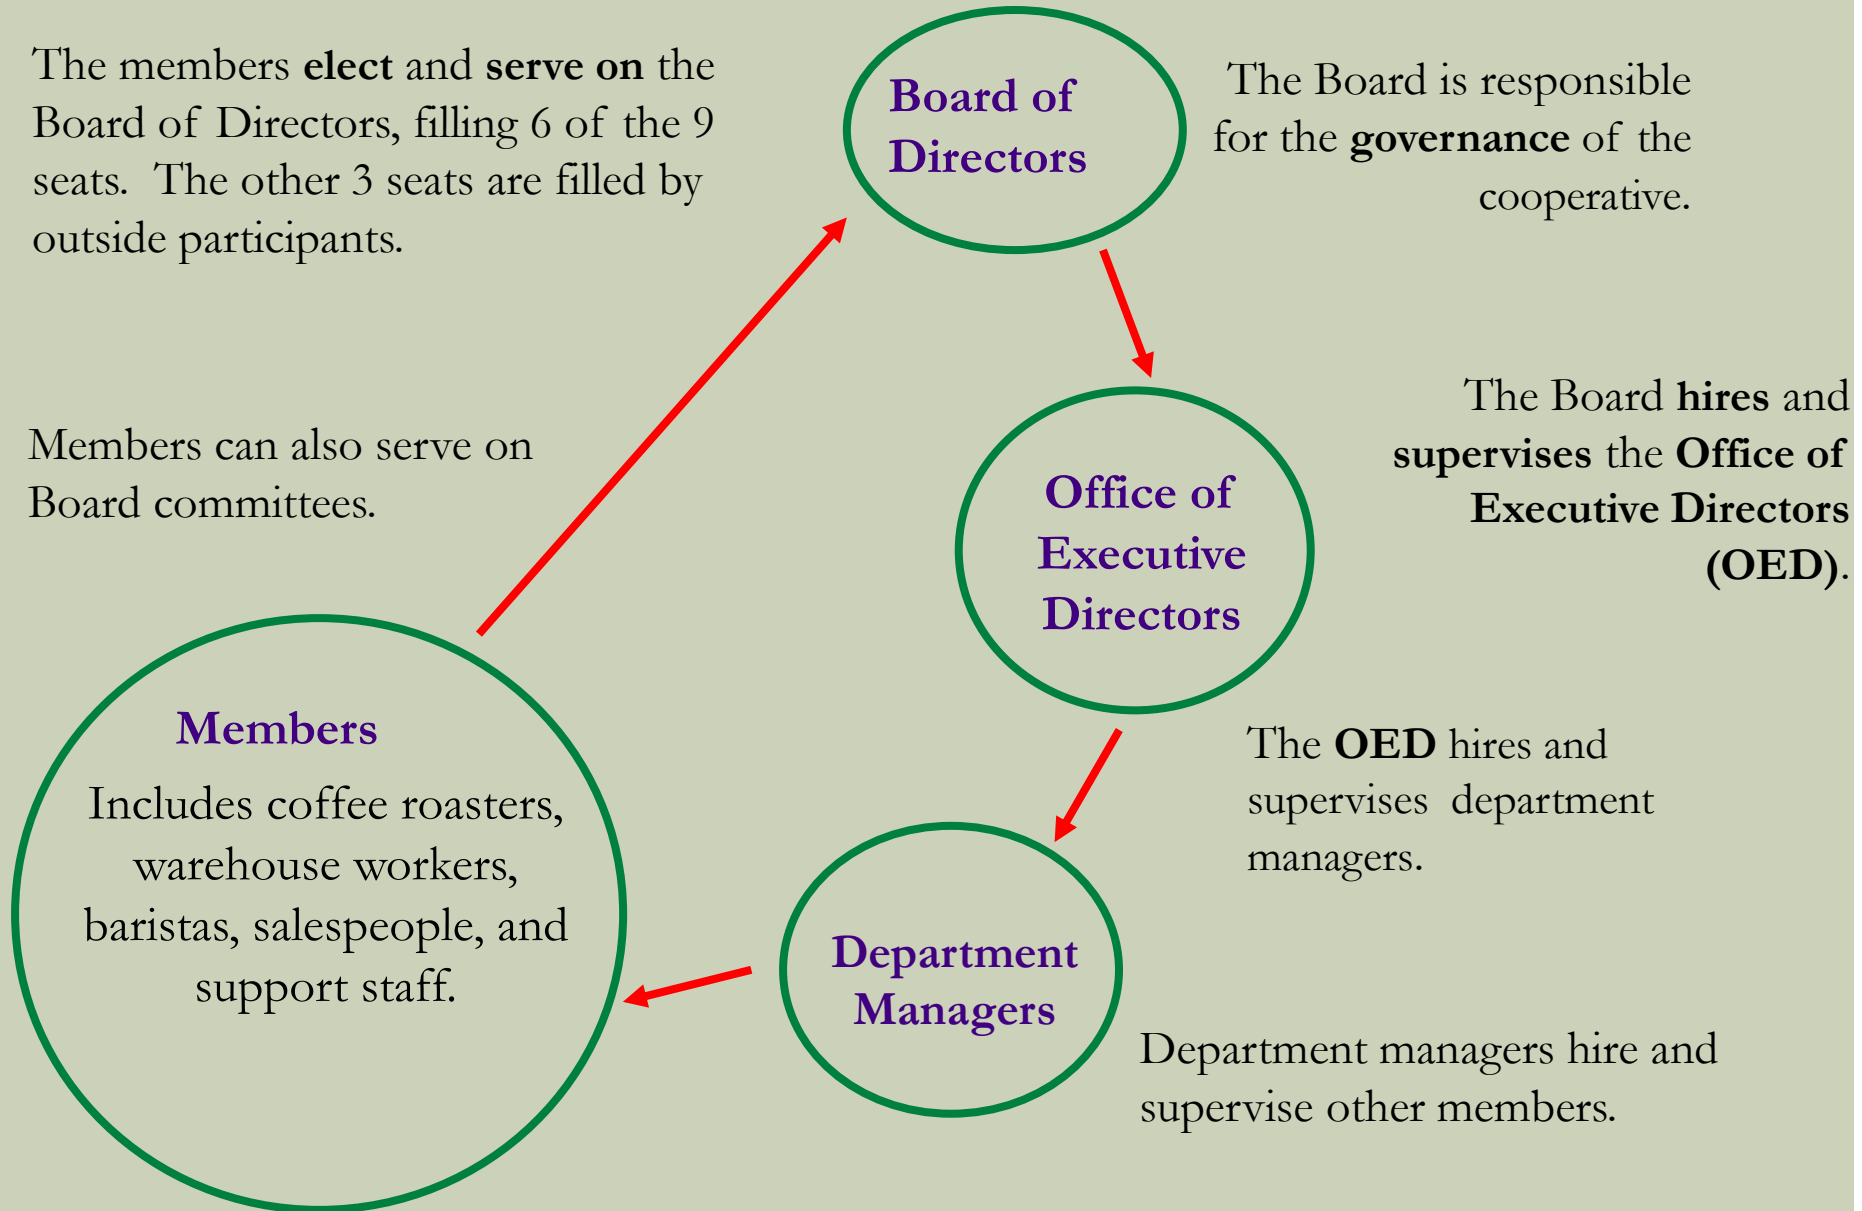 The members elect and serve on the
Board of Directors, filling 6 of the 9
seats. The other 3 seats are filled by
outside participants.
Board of
Directors
The Board is responsible
for the governance of the
cooperative.
Members can also serve on
Board committees.
Office of
Executive
Directors
The Board hires and
supervises the Office of
Executive Directors
(OED).
Members
Includes coffee roasters,
warehouse workers,
baristas, salespeople, and
support staff.
The OED hires and
supervises department
managers.
Department
Managers
Department managers hire and
supervise other members.